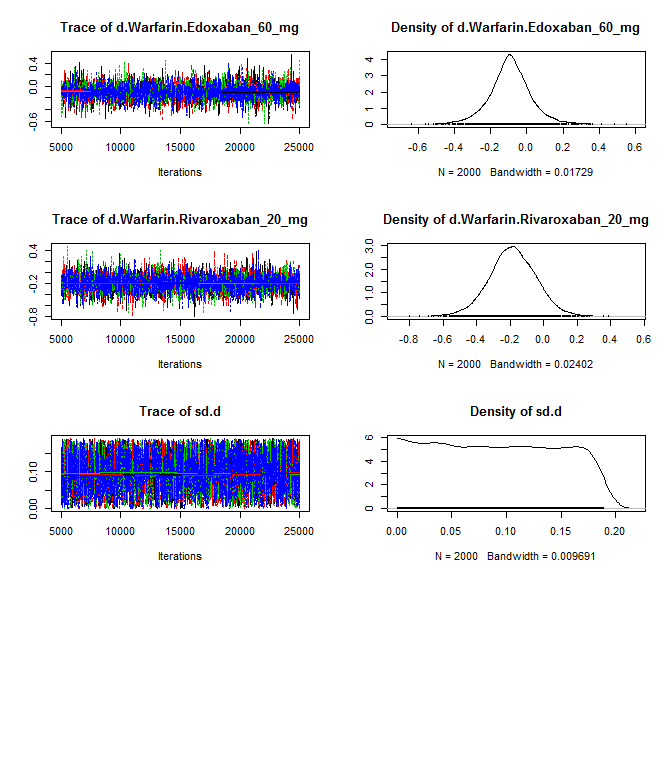 Trace of d.Warfarin.Edoxaban_60_mg
0.4
0.0
-0.6
5000 10000 15000 20000 25000
Iterations
Density of d.Warfarin.Edoxaban_60_mg
4
3
2
1
0
-0.6 -0.4 -0.2 0.0 0.2 0.4 0.6
N = 2000 Bandwidth = 0.01729
Trace of d.Warfarin.Rivaroxaban_20_mg
0.4
-0.2
-0.8
5000 10000 15000 20000 25000
Iterations
Density of d.Warfarin.Rivaroxaban_20_mg
3.0
2.0
1.0
0.0
-0.8 -0.6 -0.4 -0.2 0.0 0.2 0.4 0.6
N = 2000 Bandwidth = 0.02402
Trace of sd.d
0.10
0.00
5000 10000 15000 20000 25000
Iterations
Density of sd.d
6
4
2
0
0.00 0.05 0.10 0.15 0.20
N = 2000 Bandwidth = 0.009691